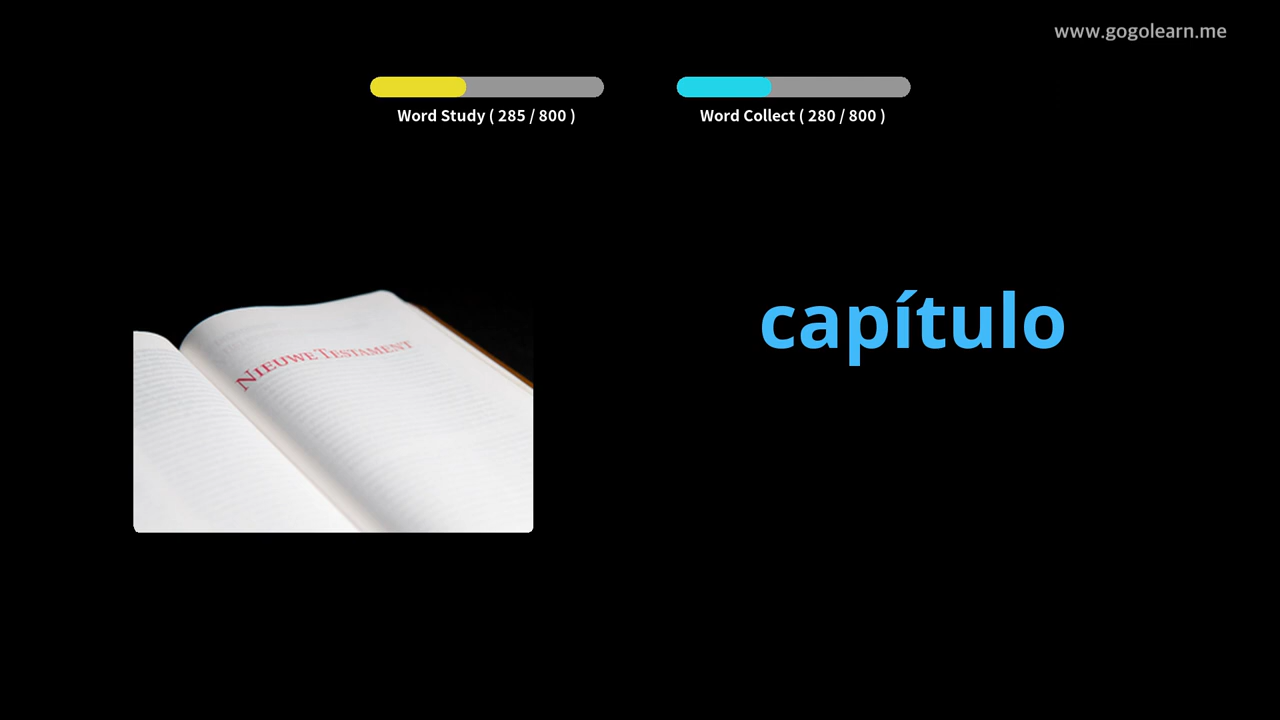 www.gogolearn.me
Word Study ( 285 / 800 )
Word Collect ( 280 / 800 )
NIEUWE TESTAMENT
capítulo